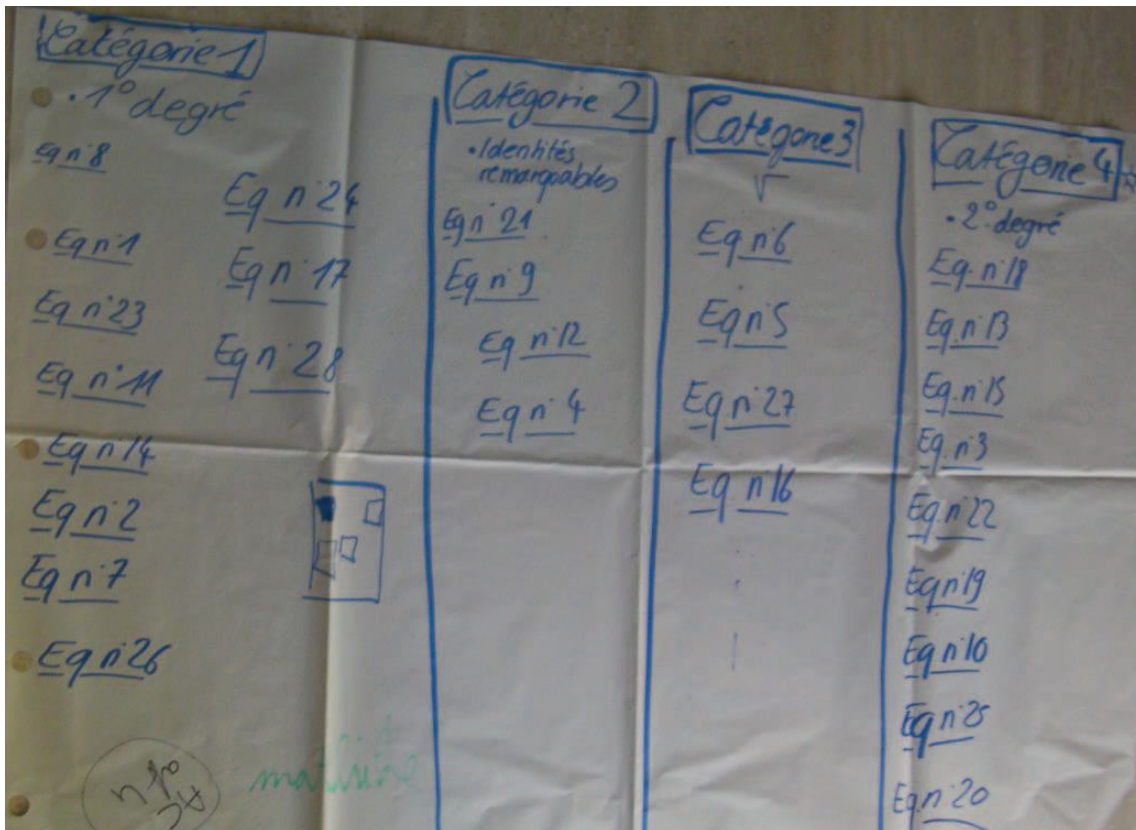 Catégorie 1
• 1° degré
Eq n°8
Eq n°1
Eq n°23
Eq n°11
Eq n°14
Eq n°2
Eq n°7
Eq n°26
Eq n°24
Eq n°17
Eq n°28
Catégorie 2
• Identités
remarquables
Eq n°21
Eq n°9
Eq n°12
Eq n°4
Catégorie 3
√
Eq n°6
Eq n°5
Eq n°27
Eq n°16
Catégorie 4
• 2° degré
Eq. n°18
Eq. n°13
Eq. n°15
Eq. n°3
Eq. n°22
Eq n°19
Eq n°10
Eq n°25
Eq. n°20